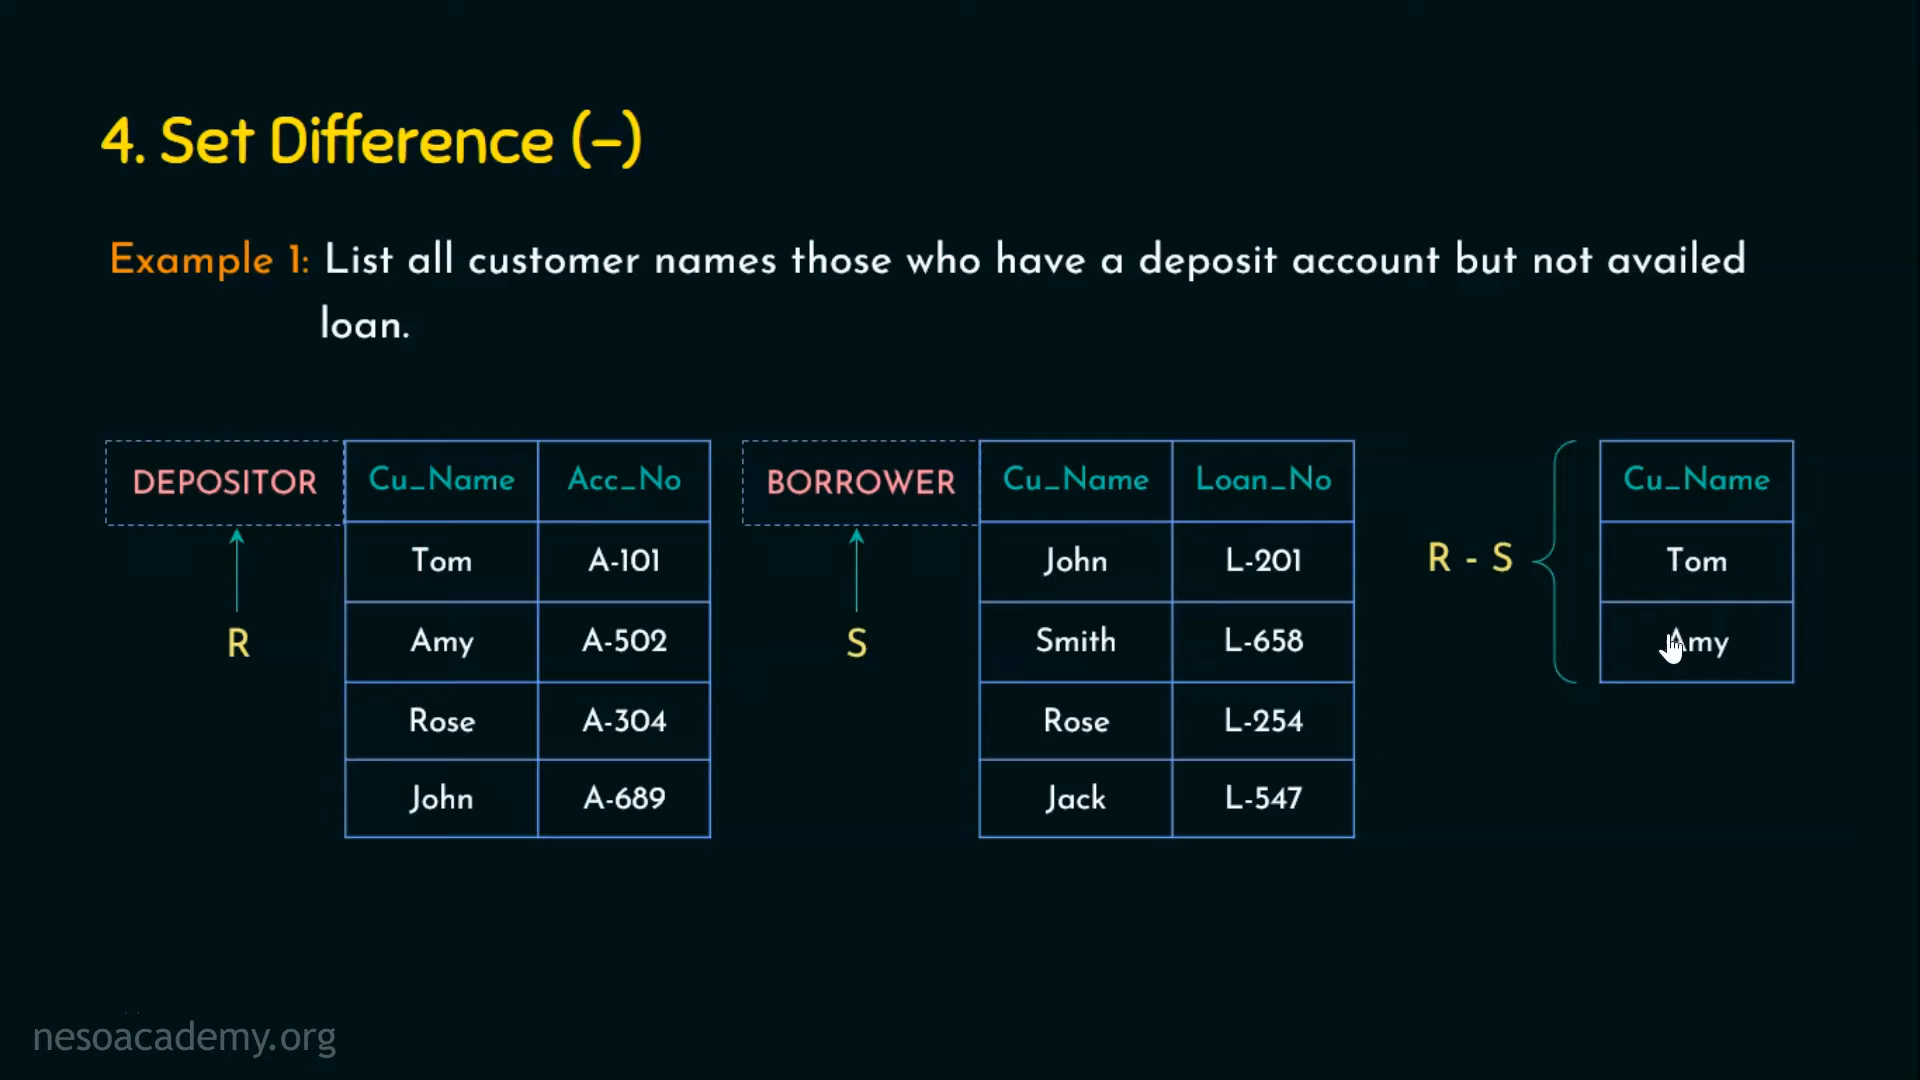 4. Set Difference (-)
Example 1: List all customer names those who have a deposit account but not availed
loan.
DEPOSITOR Cu_Name Acc_No
Tom A-101
Amy A-502
Rose A-304
John A-689
R
BORROWER Cu_Name Loan_No
John L-201
Smith L-658
Rose L-254
Jack L-547
S
R - S
Cu_Name
Tom
Amy
nesoacademy.org